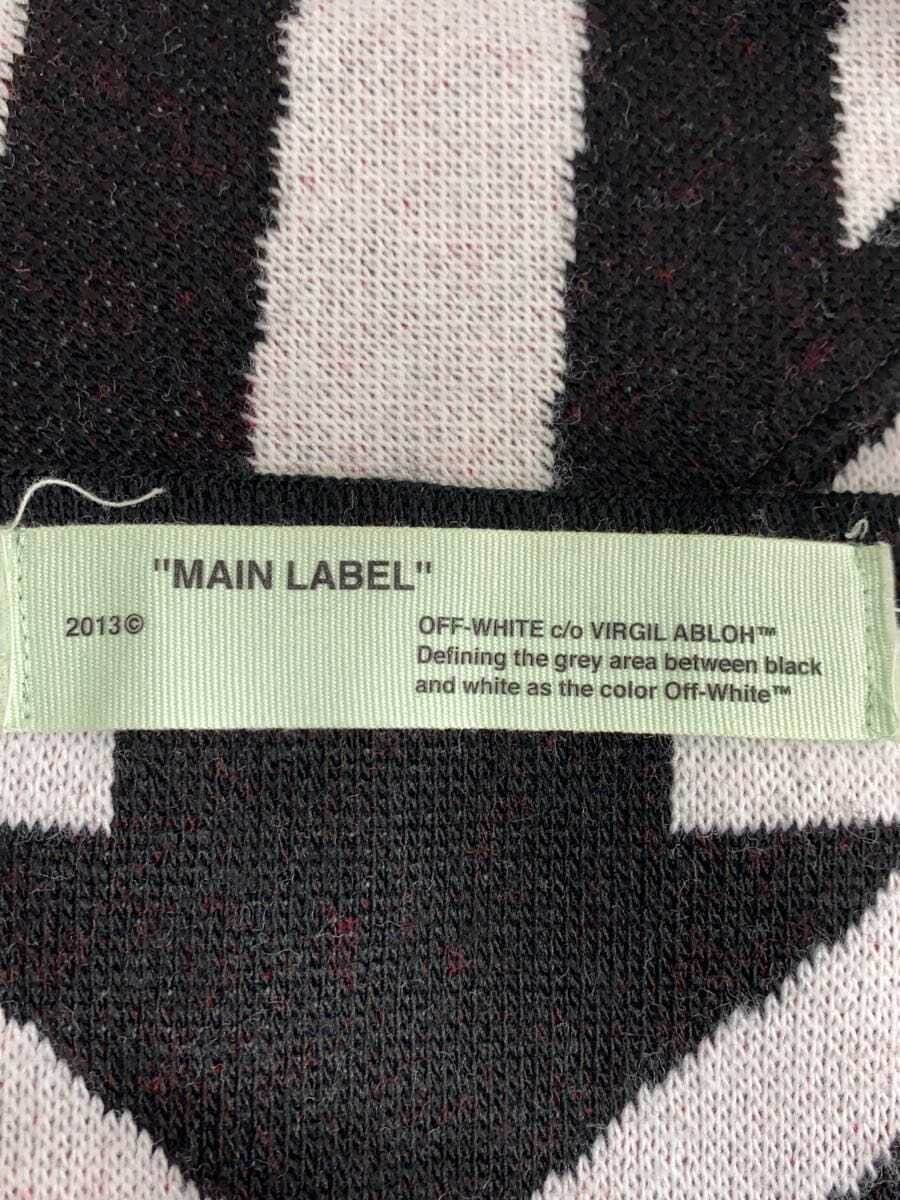 "MAIN LABEL"
2013©
OFF-WHITE c/o VIRGIL ABLOH™
Defining the grey area between black
and white as the color Off-White™